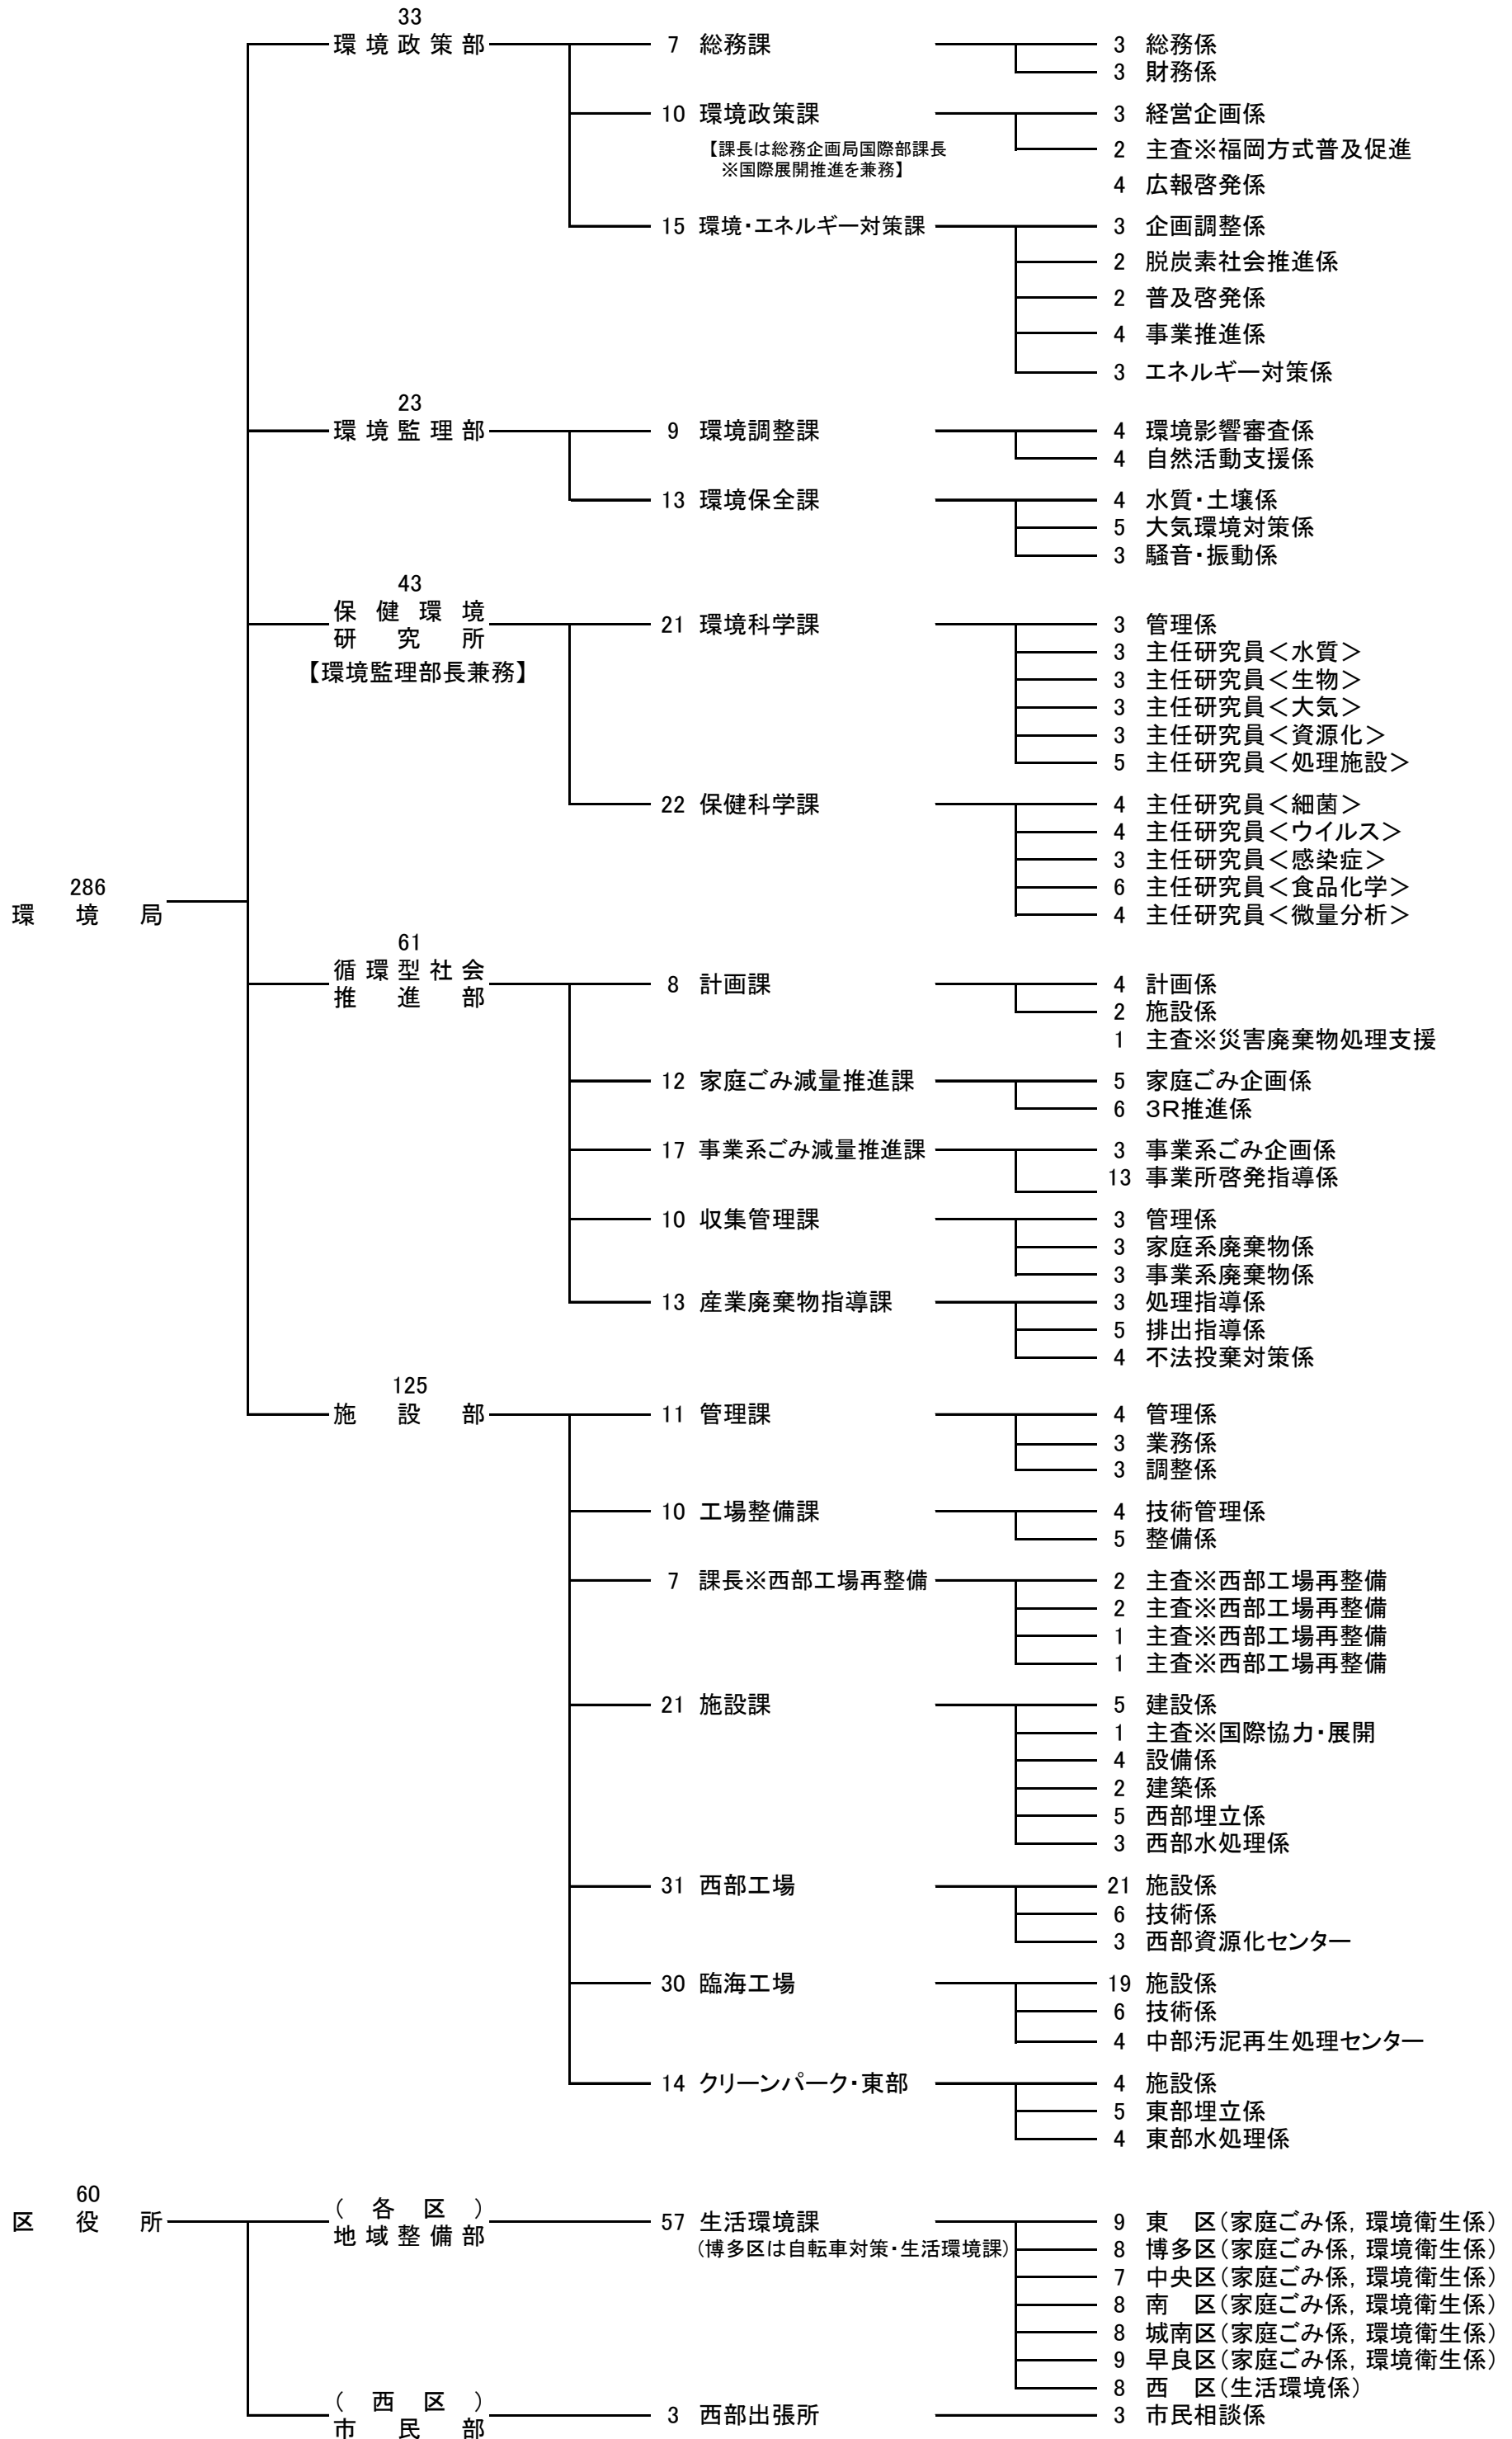 33
環境政策部
7 総務課
3 総務係
3 財務係
10 環境政策課
【課長は総務企画局国際部課長
※国際展開推進を兼務】
3 経営企画係
2 主査※福岡方式普及促進
4 広報啓発係
15 環境・エネルギー対策課
3 企画調整係
2 脱炭素社会推進係
2 普及啓発係
4 事業推進係
3 エネルギー対策係
23
環境監理部
9 環境調整課
4 環境影響審査係
4 自然活動支援係
13 環境保全課
4 水質・土壌係
5 大気環境対策係
3 騒音・振動係
43
保健環境
研究所
【環境監理部長兼務】
21 環境科学課
3 管理係
3 主任研究員＜水質＞
3 主任研究員＜生物＞
3 主任研究員＜大気＞
3 主任研究員＜資源化＞
5 主任研究員＜処理施設＞
22 保健科学課
4 主任研究員＜細菌＞
4 主任研究員＜ウイルス＞
3 主任研究員＜感染症＞
6 主任研究員＜食品化学＞
4 主任研究員＜微量分析＞
286
環境局
61
循環型社会
推進部
8 計画課
4 計画係
2 施設係
1 主査※災害廃棄物処理支援
12 家庭ごみ減量推進課
5 家庭ごみ企画係
6 3R推進係
17 事業系ごみ減量推進課
3 事業系ごみ企画係
13 事業所啓発指導係
10 収集管理課
3 管理係
3 家庭系廃棄物係
3 事業系廃棄物係
13 産業廃棄物指導課
3 処理指導係
5 排出指導係
4 不法投棄対策係
125
施設部
11 管理課
4 管理係
3 業務係
3 調整係
10 工場整備課
4 技術管理係
5 整備係
7 課長※西部工場再整備
2 主査※西部工場再整備
2 主査※西部工場再整備
1 主査※西部工場再整備
1 主査※西部工場再整備
21 施設課
5 建設係
1 主査※国際協力・展開
4 設備係
2 建築係
5 西部埋立係
3 西部水処理係
31 西部工場
21 施設係
6 技術係
3 西部資源化センター
30 臨海工場
19 施設係
6 技術係
4 中部汚泥再生処理センター
14 クリーンパーク・東部
4 施設係
5 東部埋立係
4 東部水処理係
60
区役所
(各区)
地域整備部
57 生活環境課
(博多区は自転車対策・生活環境課)
9 東　区(家庭ごみ係，環境衛生係)
8 博多区(家庭ごみ係，環境衛生係)
7 中央区(家庭ごみ係，環境衛生係)
8 南　区(家庭ごみ係，環境衛生係)
8 城南区(家庭ごみ係，環境衛生係)
9 早良区(家庭ごみ係，環境衛生係)
8 西　区(生活環境係)
(西区)
市民部
3 西部出張所
3 市民相談係